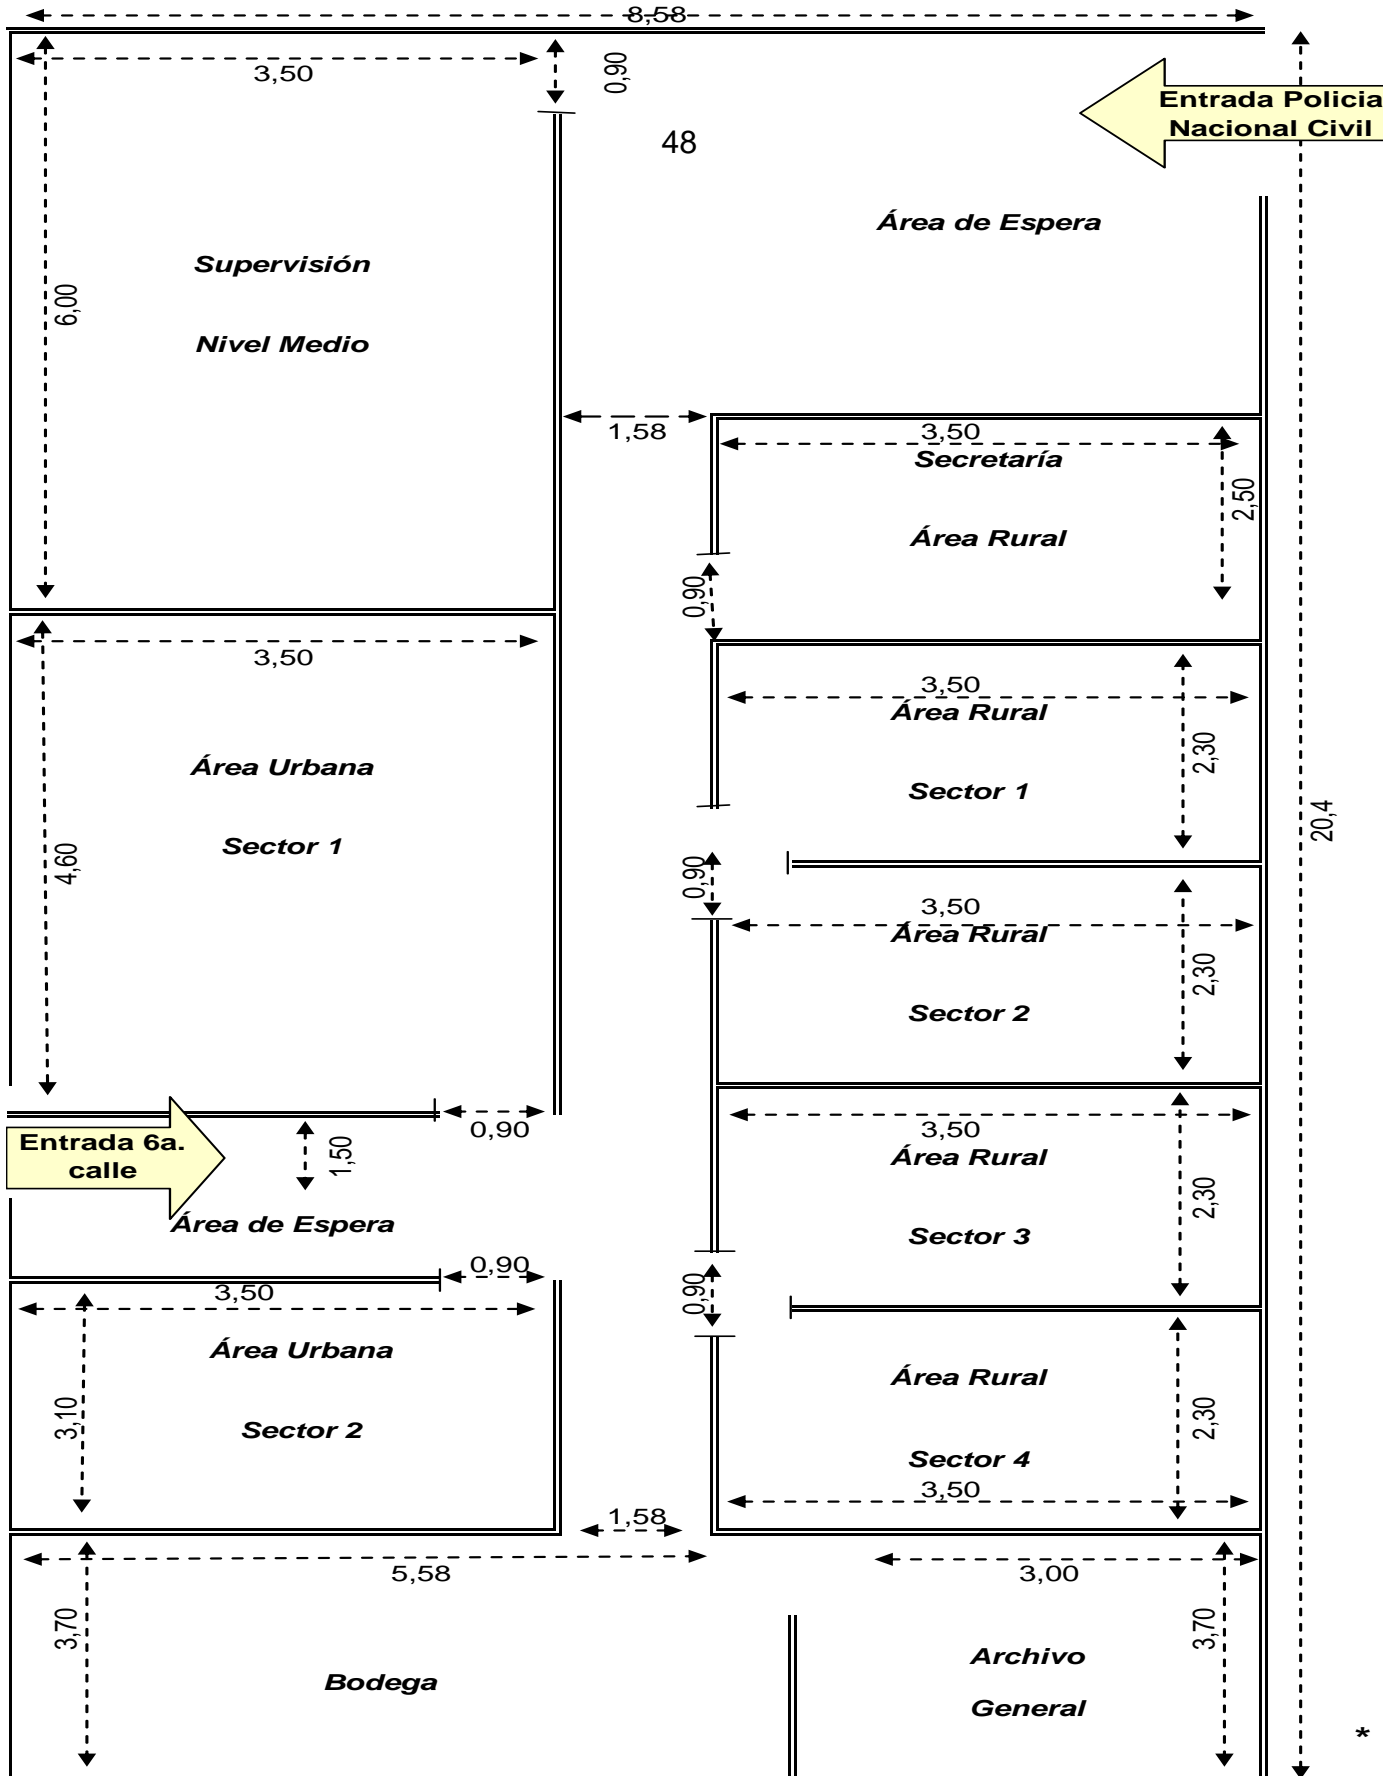 8,58
3,50
0,90
Entrada Policia
Nacional Civil
48
Área de Espera
Supervisión
Nivel Medio
6,00
1,58
3,50
Secretaría
Área Rural
2,50
0,90
3,50
Área Urbana
Sector 1
4,60
3,50
Área Rural
Sector 1
2,30
20,4
0,90
3,50
Área Rural
Sector 2
2,30
0,90
Entrada 6a.
calle
1,50
Área de Espera
3,50
Área Rural
Sector 3
2,30
0,90
0,90
3,50
Área Urbana
Sector 2
3,10
Área Rural
Sector 4
3,50
2,30
1,58
5,58
3,00
3,70
Bodega
3,70
Archivo
General
*